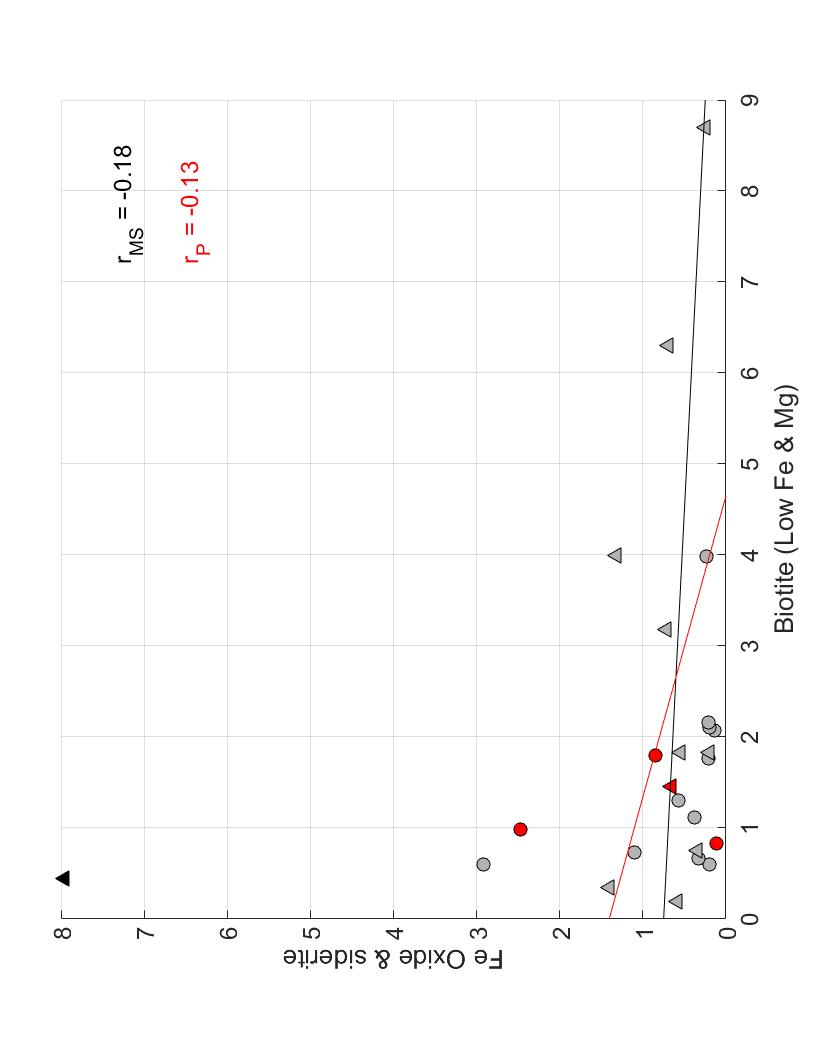 8
7
6
5
4
3
2
1
0
Fe Oxide & siderite
r_MS = -0.18
r_P = -0.13
0 1 2 3 4 5 6 7 8 9
Biotite (Low Fe & Mg)